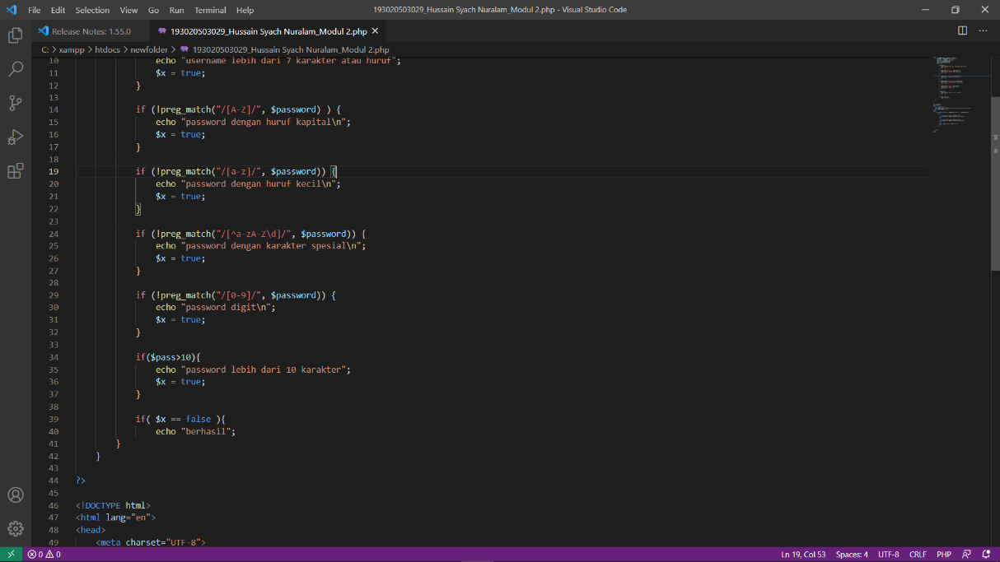 File Edit Selection View Go Run Terminal Help 193020503029_Hussain Syach Nuralam_Modul 2.php - Visual Studio Code
Release Notes: 1.55.0 193020503029_Hussain Syach Nuralam_Modul 2.php
C: > xampp > htdocs > newfolder > 193020503029_Hussain Syach Nuralam_Modul 2.php
10 echo "username lebih dari 7 karakter atau huruf";
11 $x = true;
12 }
13
14 if (!preg_match("/[A-Z]/", $password) ) {
15 echo "password dengan huruf kapital\n";
16 $x = true;
17 }
18
19 if (!preg_match("/[a-z]/", $password)) {
20 echo "password dengan huruf kecil\n";
21 $x = true;
22 }
23
24 if (!preg_match("/[^a-zA-Z\d]/", $password)) {
25 echo "password dengan karakter spesial\n";
26 $x = true;
27 }
28
29 if (!preg_match("/[0-9]/", $password)) {
30 echo "password digit\n";
31 $x = true;
32 }
33
34 if($pass>10){
35 echo "password lebih dari 10 karakter";
36 $x = true;
37 }
38
39 if( $x == false ){
40 echo "berhasil";
41 }
42 }
43
44 ?>
45
46 <!DOCTYPE html>
47 <html lang="en">
48 <head>
49 <meta charset="UTF-8">
0 0 Ln 19, Col 53 Spaces: 4 UTF-8 CRLF PHP